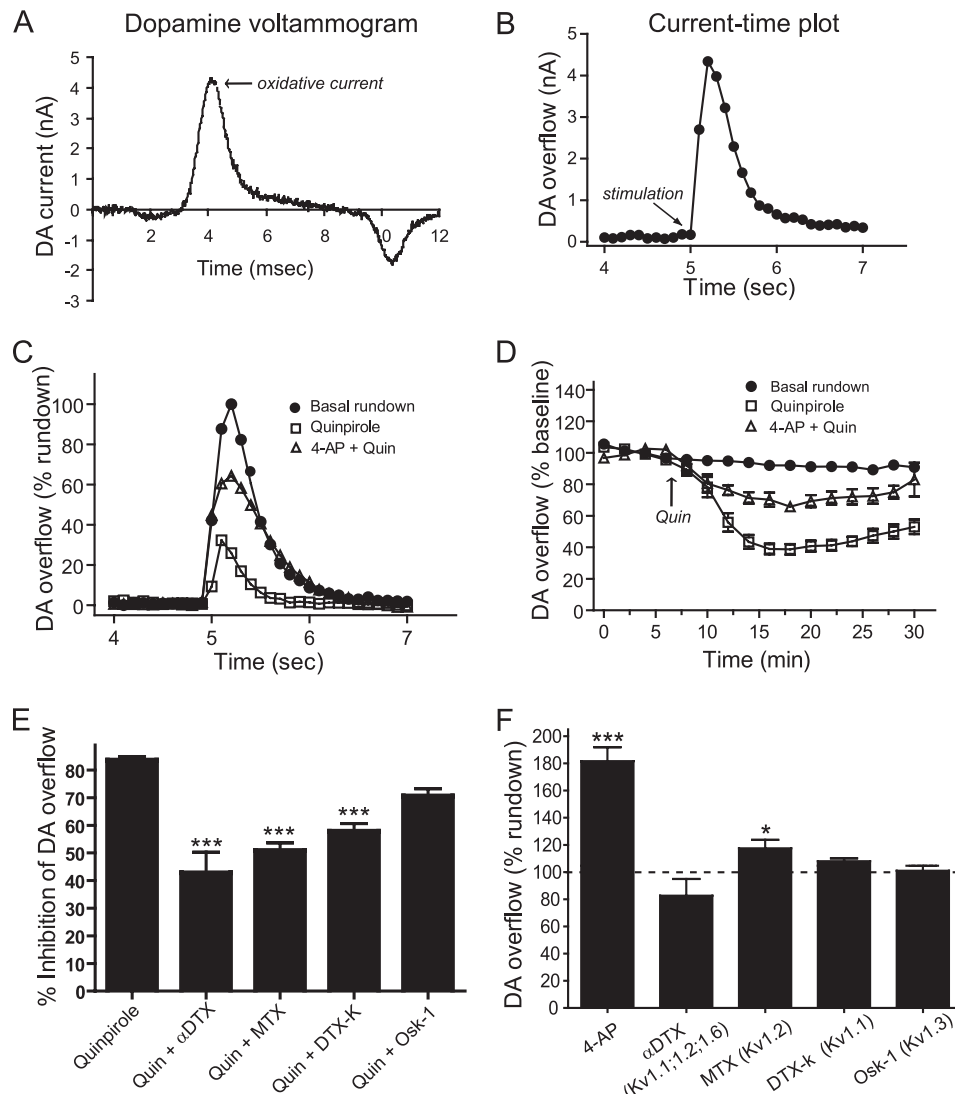 A
Dopamine voltammogram
DA current (nA)
5
4
3
2
1
0
-1
-2
-3
oxidative current
2
4
6
8
10
12
Time (msec)
B
Current-time plot
DA overflow (nA)
5
4
3
2
1
0
stimulation
4
5
6
7
Time (sec)
C
DA overflow (% rundown)
100
80
60
40
20
0
Basal rundown
Quinpirole
4-AP + Quin
4
5
6
7
Time (sec)
D
DA overflow (% baseline)
140
120
100
80
60
40
20
0
Basal rundown
Quinpirole
4-AP + Quin
Quin
0
5
10
15
20
25
30
Time (min)
E
% Inhibition of DA overflow
80
70
60
50
40
30
20
10
0
***
***
***
Quinpirole
Quin + αDTX
Quin + MTX
Quin + DTX-K
Quin + Osk-1
F
DA overflow (% rundown)
200
180
160
140
120
100
80
60
40
20
0
***
*
4-AP
αDTX
(Kv1.1;1.2;1.6)
MTX (Kv1.2)
DTX-k (Kv1.1)
Osk-1 (Kv1.3)